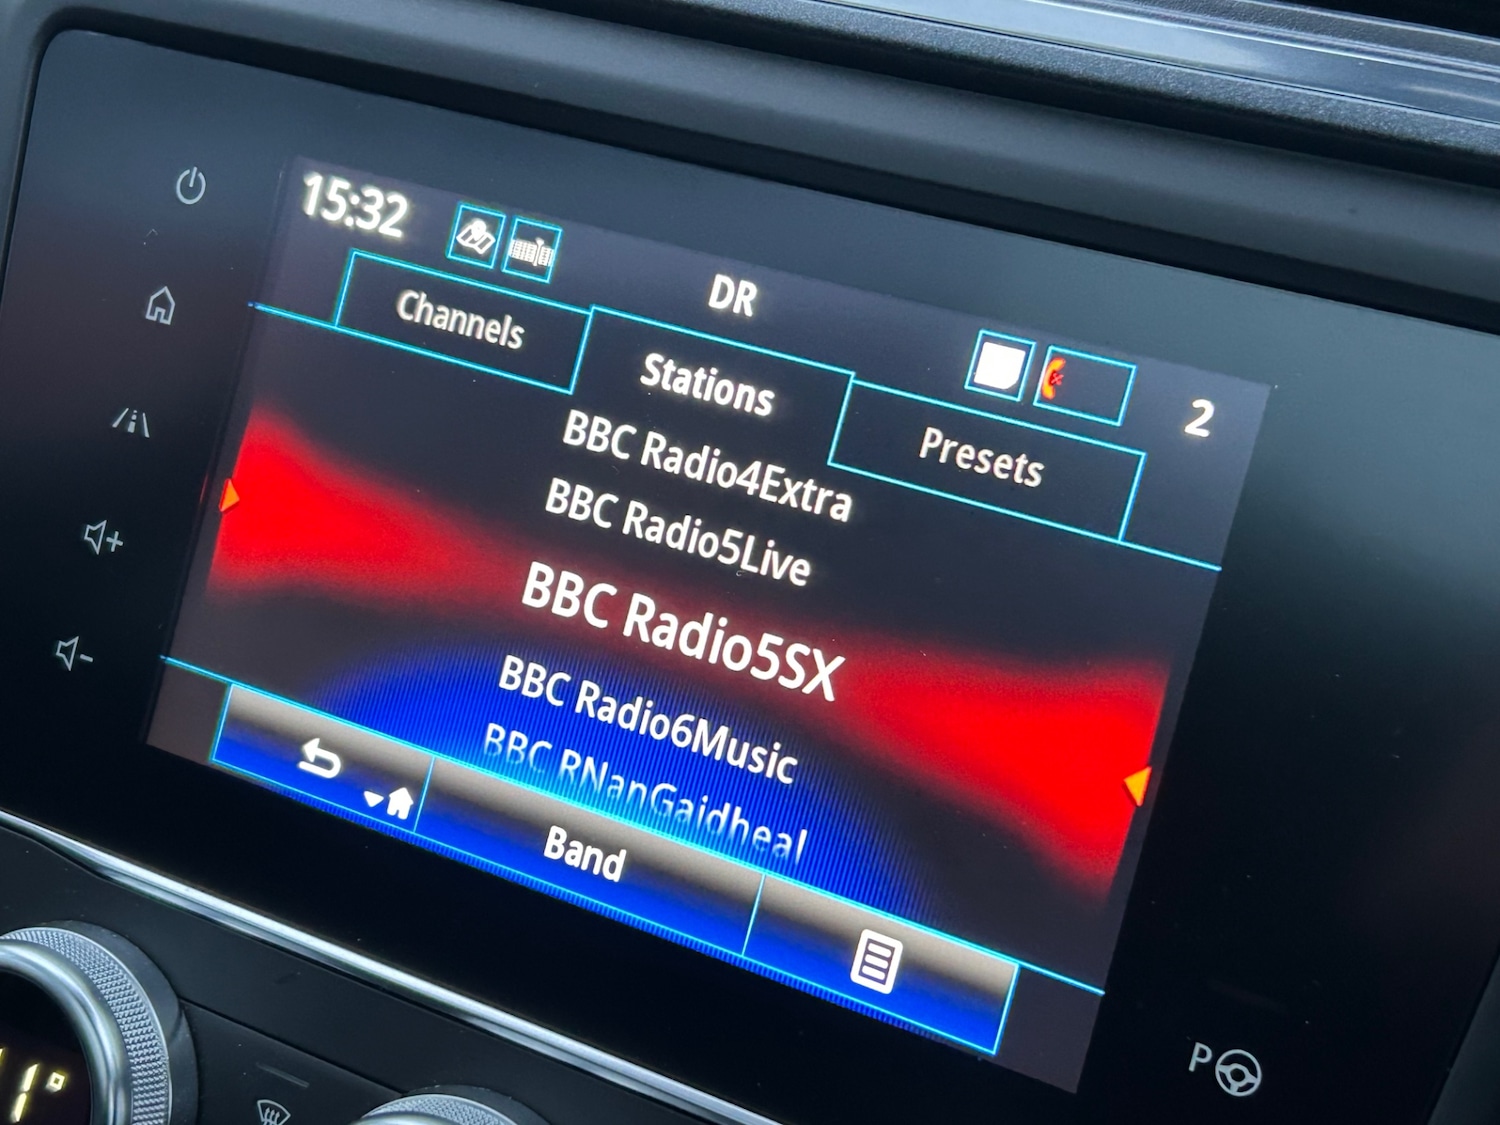 15:32
DR
2
Channels
Stations
Presets
BBC Radio4Extra
BBC Radio5Live
BBC Radio5SX
BBC Radio6Music
BBC RNanGaidheal
Band
P